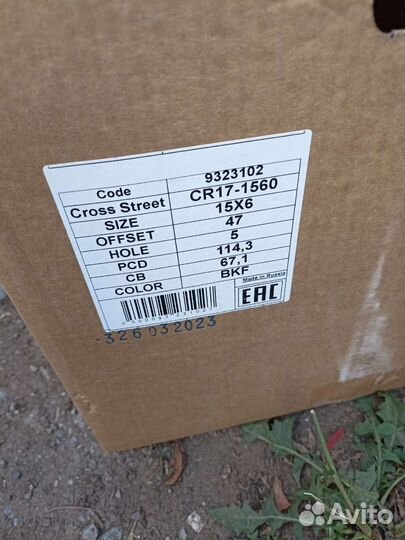 Code 9323102
Cross Street CR17-1560
SIZE 15X6
OFFSET 47
HOLE 5
PCD 114,3
CB 67,1
COLOR BKF
Made in Russia
EAC
326032023
Avito